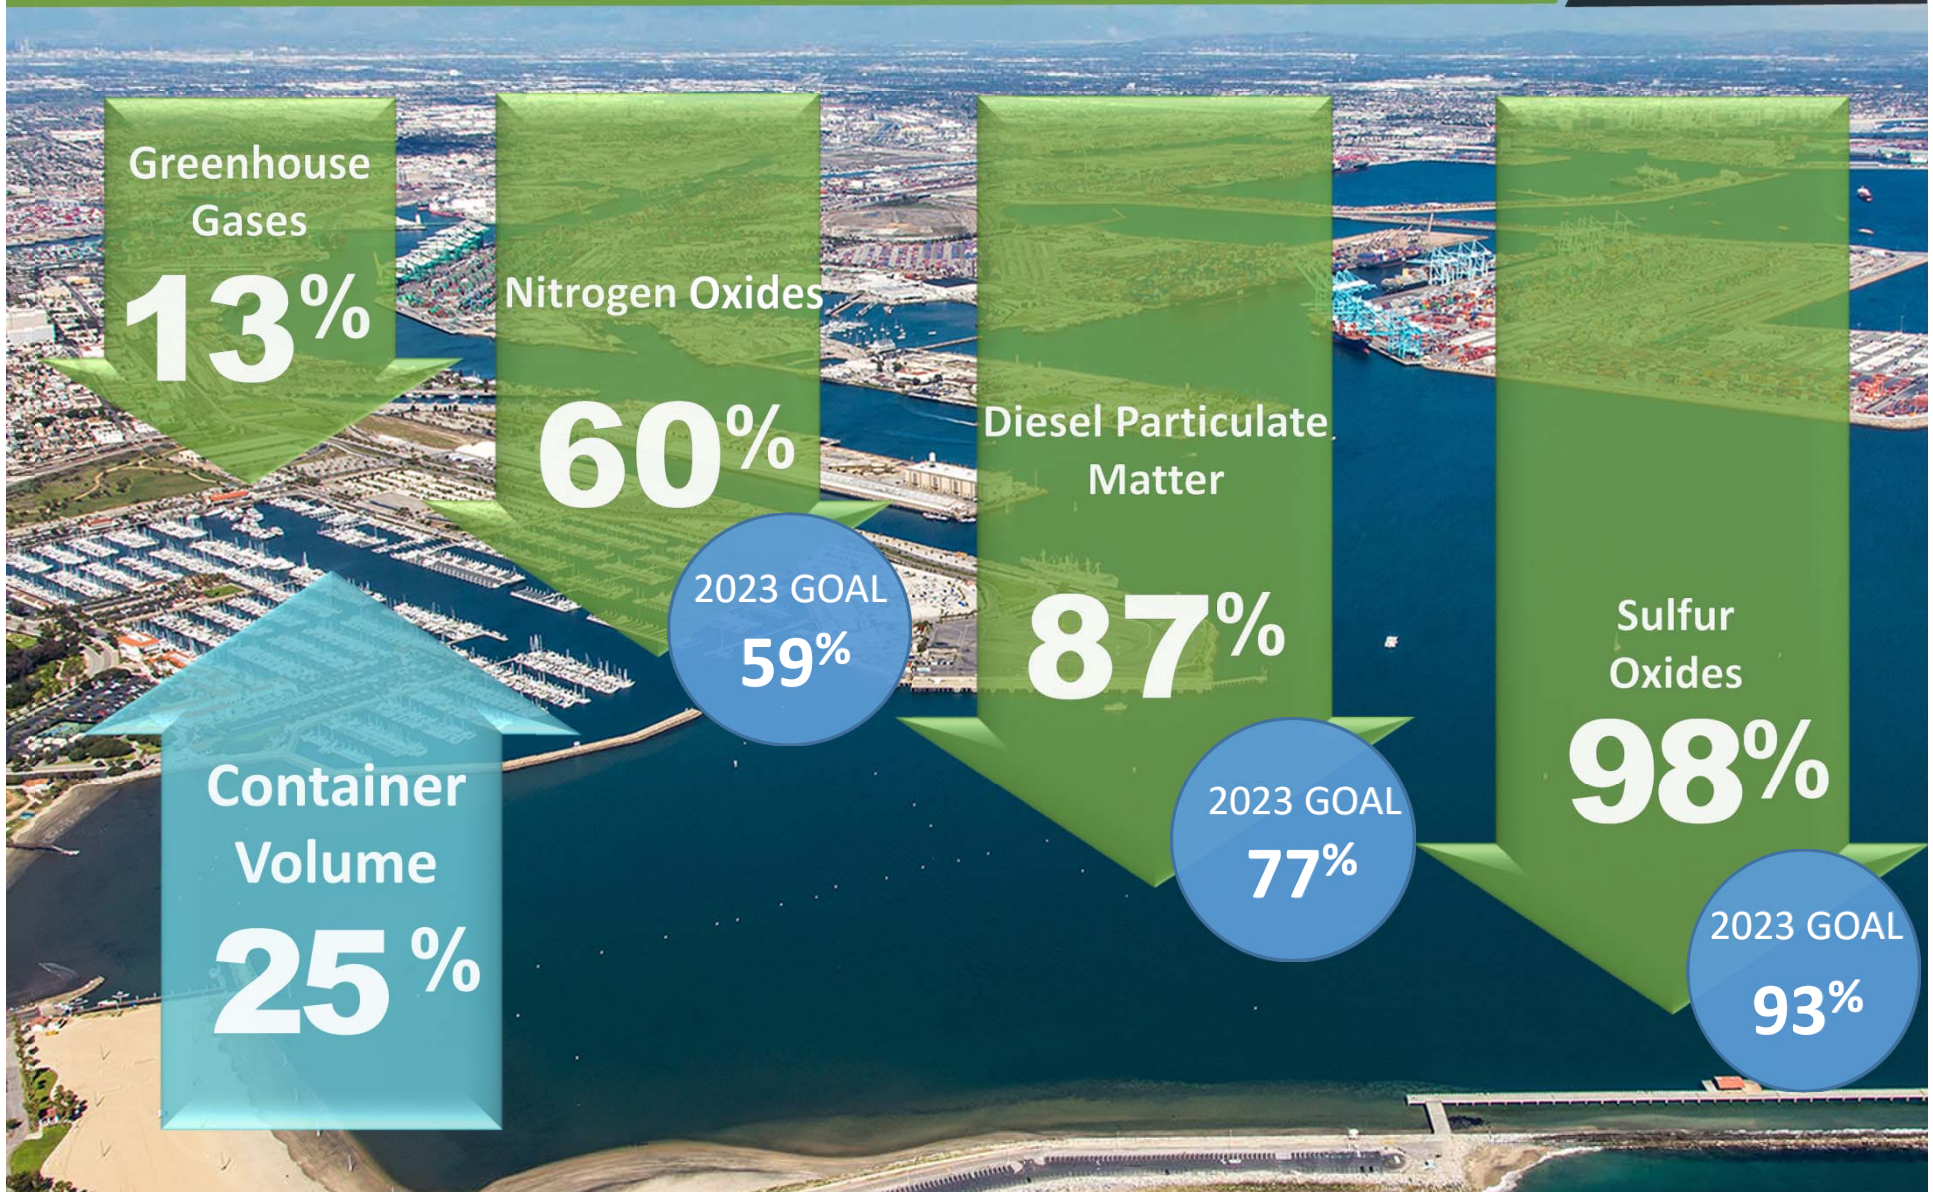 Greenhouse
Gases
13%
Nitrogen Oxides
60%
2023 GOAL
59%
Diesel Particulate
Matter
87%
2023 GOAL
77%
Sulfur
Oxides
98%
2023 GOAL
93%
Container
Volume
25%